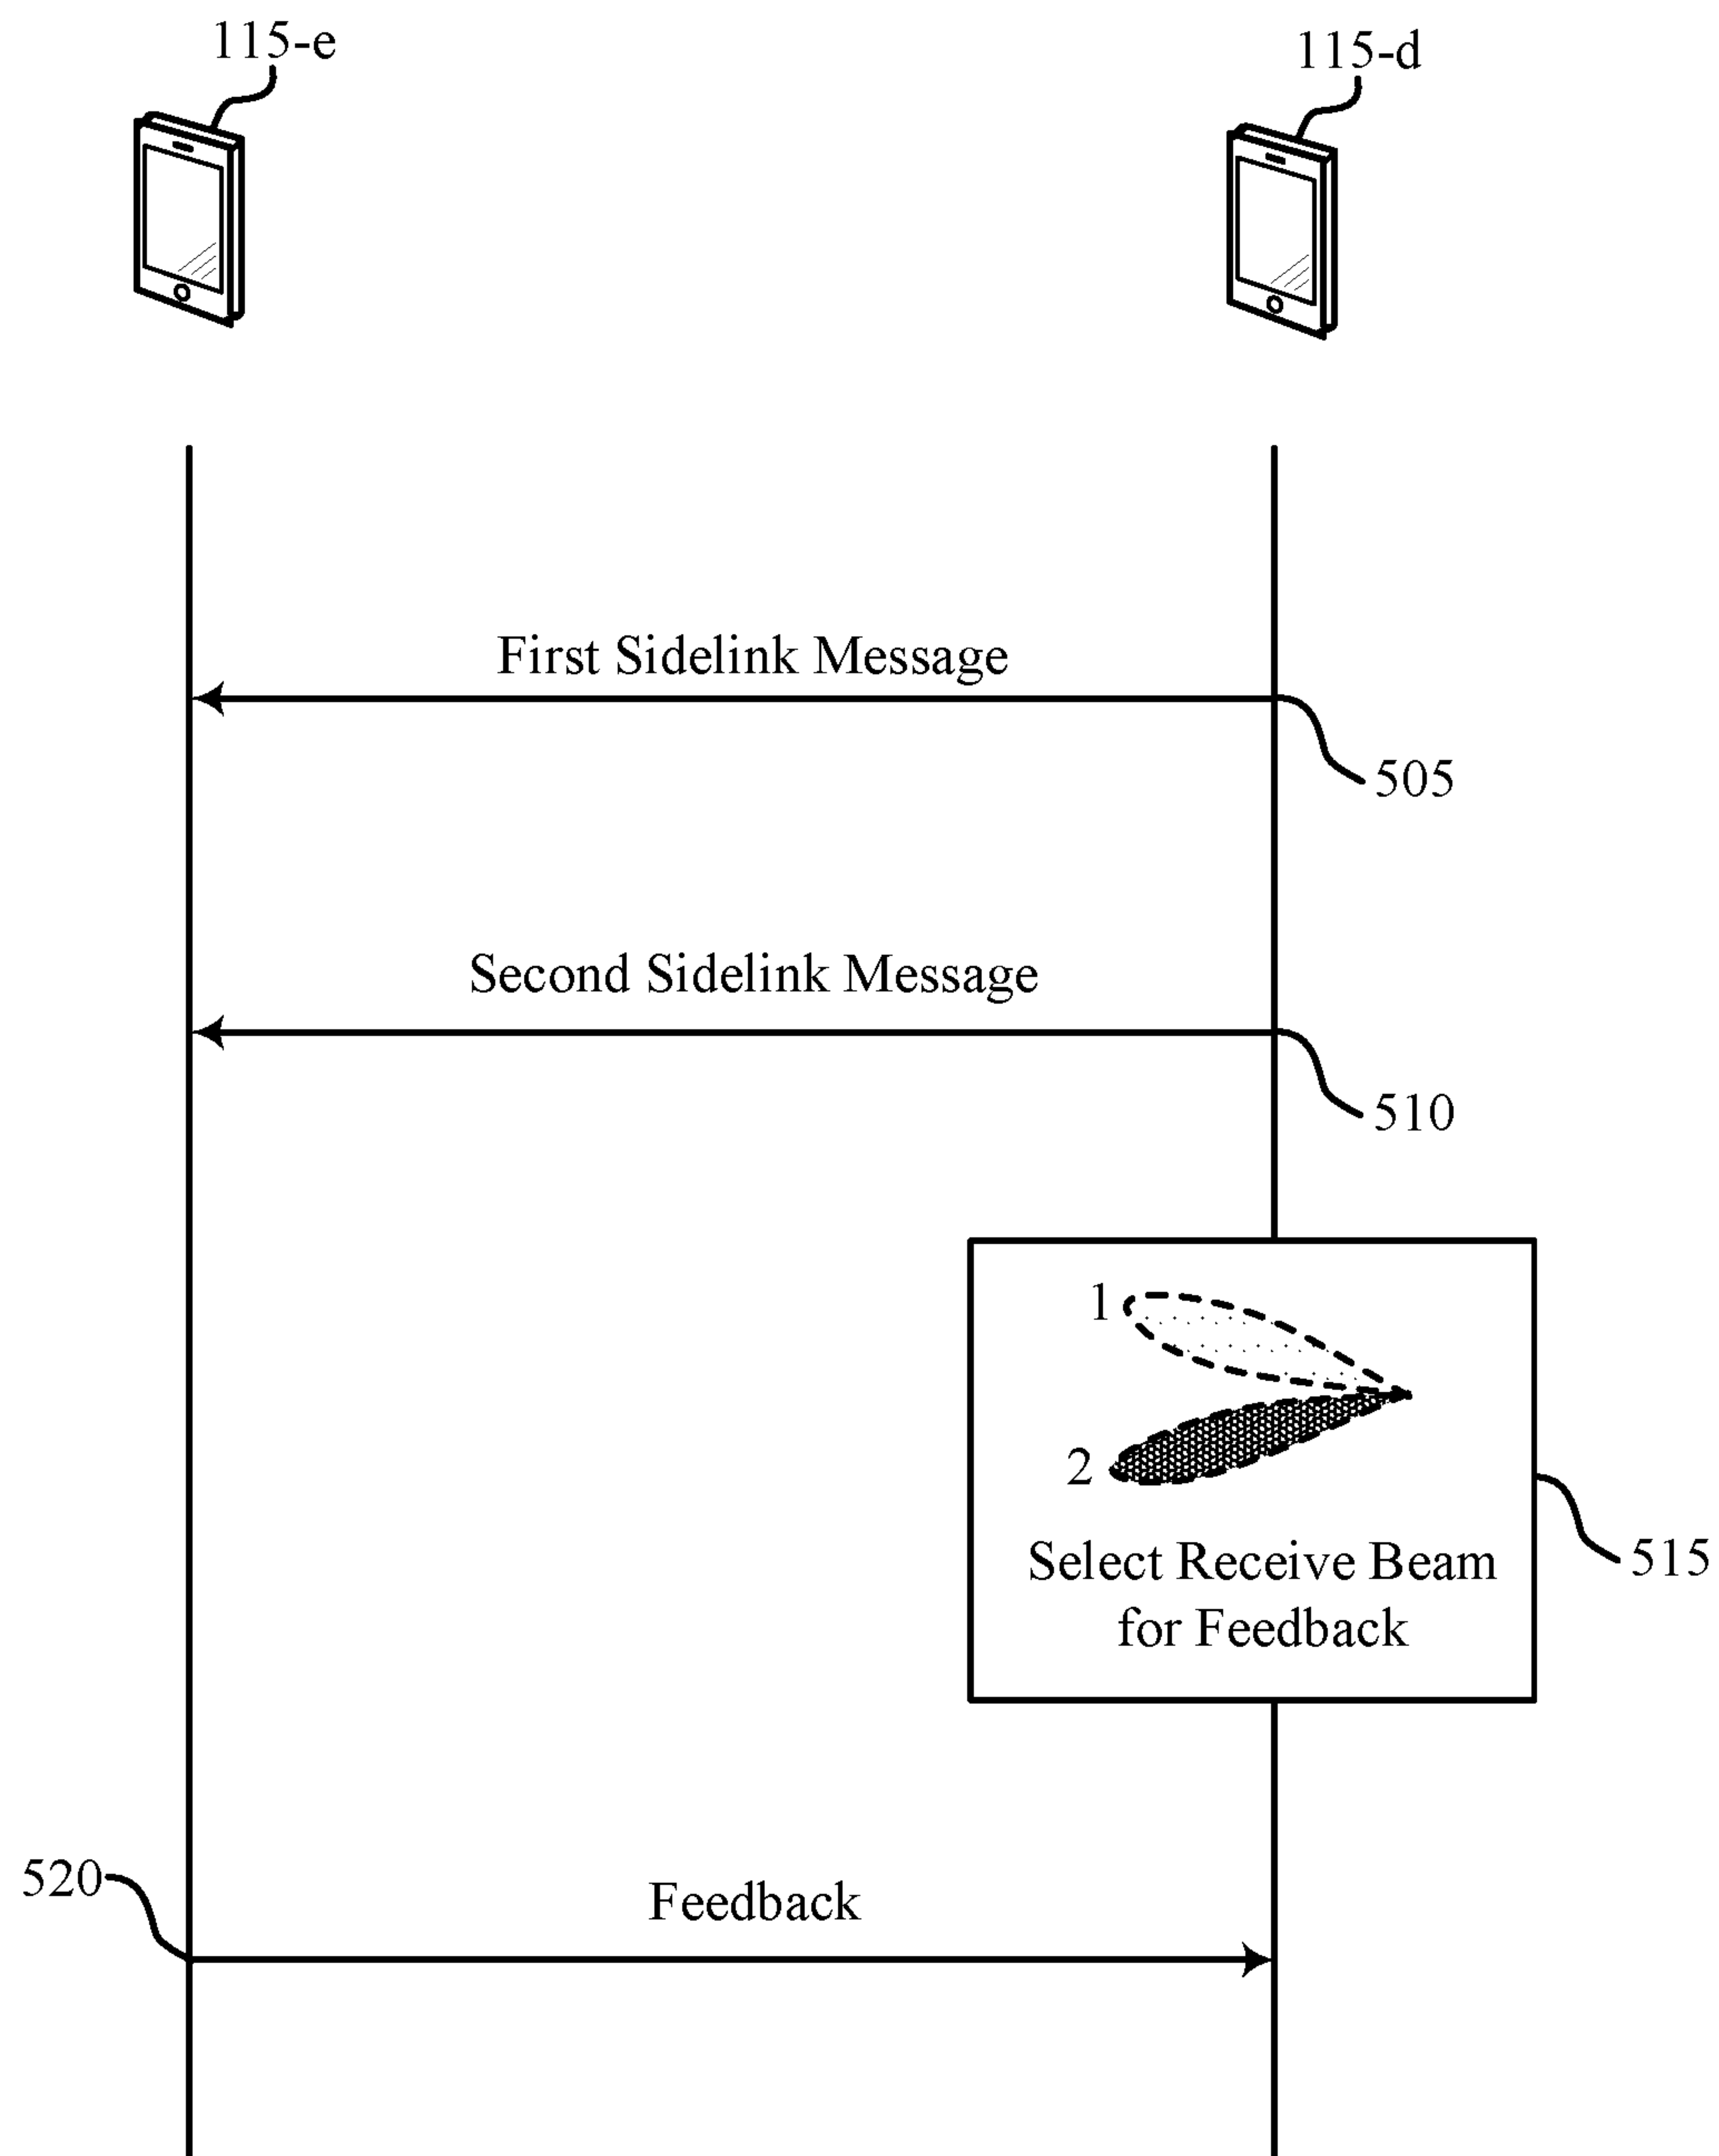 115-e
115-d
First Sidelink Message
505
Second Sidelink Message
510
1
2
Select Receive Beam
for Feedback
515
520
Feedback